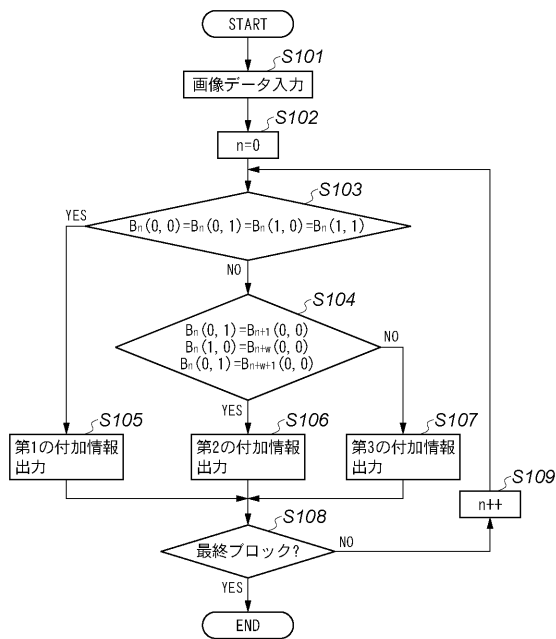 START
S101
画像データ入力
S102
n=0
S103
YES
Bn(0, 0)=Bn(0, 1)=Bn(1, 0)=Bn(1, 1)
NO
S104
Bn(0, 1)=Bn+1(0, 0)
Bn(1, 0)=Bn+w(0, 0)
Bn(0, 1)=Bn+w+1(0, 0)
NO
YES
S105
第1の付加情報
出力
S106
第2の付加情報
出力
S107
第3の付加情報
出力
S109
n++
S108
最終ブロック?
NO
YES
END